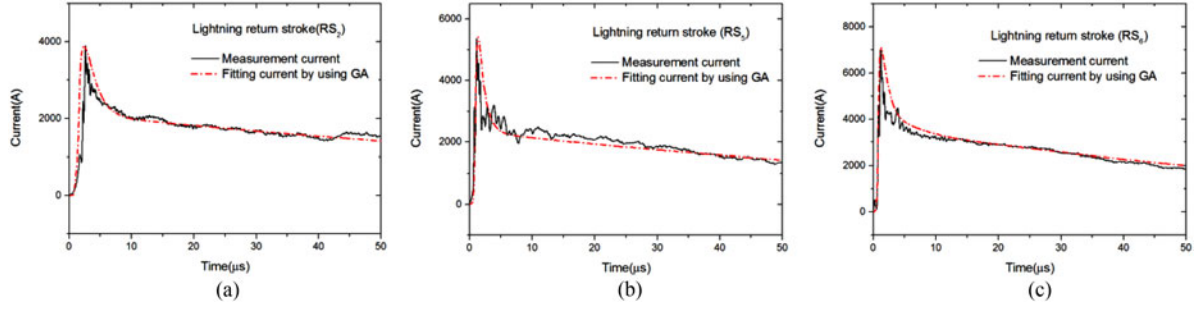 Lightning return stroke(RS₂)
Measurement current
Fitting current by using GA
Current(A)
4000
2000
0
0 10 20 30 40 50
Time(μs)
(a)
Lightning return stroke (RS₅)
Measurement current
Fitting current by using GA
Current(A)
6000
4000
2000
0
0 10 20 30 40 50
Time(μs)
(b)
Lightning return stroke (RS₆)
Measurement current
Fitting current by using GA
Current(A)
8000
6000
4000
2000
0
0 10 20 30 40 50
Time(μs)
(c)